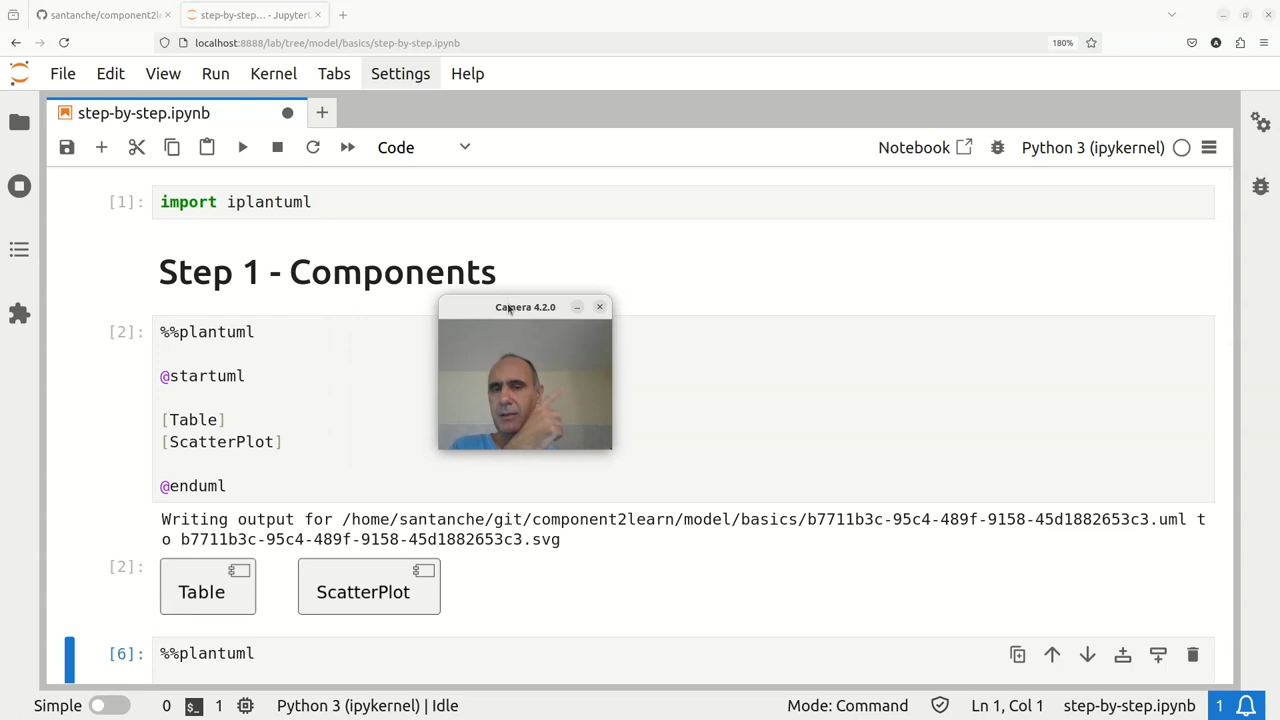 santanche/component2l
step-by-step… - Jupyterl
localhost:8888/lab/tree/model/basics/step-by-step.ipynb
180%
File Edit View Run Kernel Tabs Settings Help
step-by-step.ipynb
Code
Notebook
Python 3 (ipykernel)
[1]:
import iplantuml
Step 1 - Components
Camera 4.2.0
[2]:
%%plantuml
@startuml
[Table]
[ScatterPlot]
@enduml
Writing output for /home/santanche/git/component2learn/model/basics/b7711b3c-95c4-489f-9158-45d1882653c3.uml t
o b7711b3c-95c4-489f-9158-45d1882653c3.svg
[2]:
Table
ScatterPlot
[6]:
%%plantuml
Simple 0 $_ 1 Python 3 (ipykernel) | Idle Mode: Command Ln 1, Col 1 step-by-step.ipynb 1